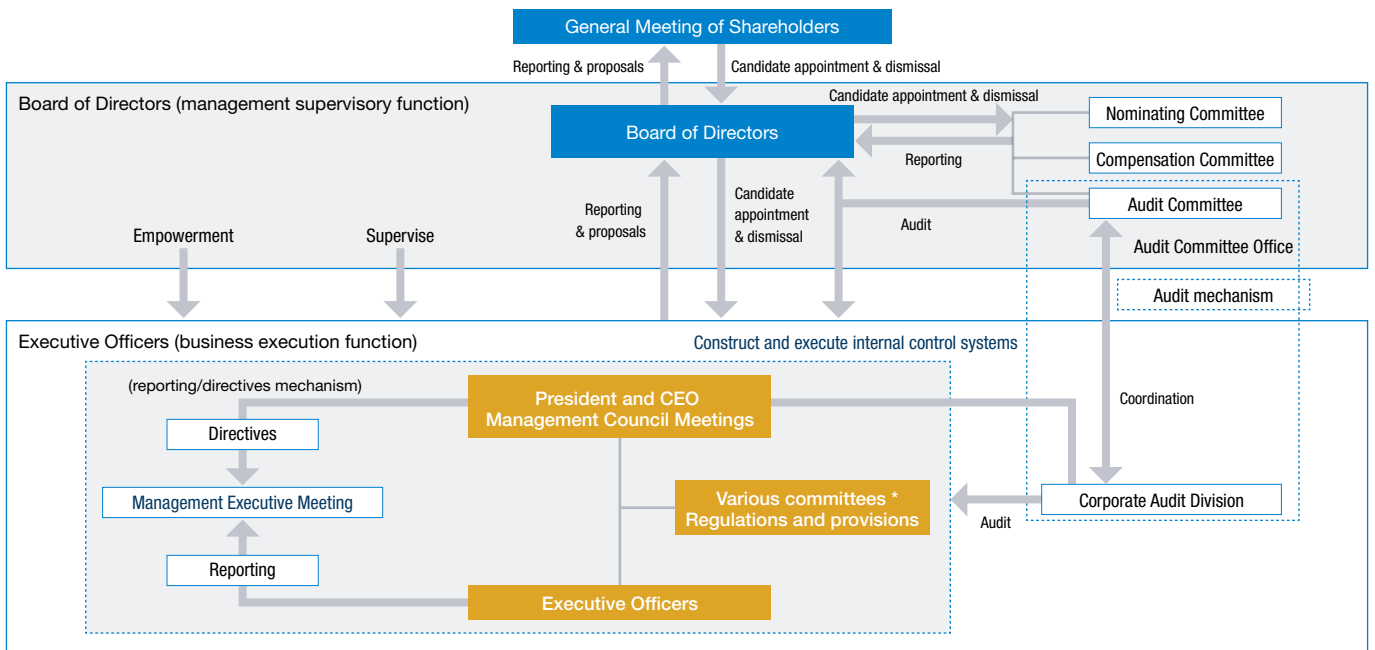 General Meeting of Shareholders
Reporting & proposals
Candidate appointment & dismissal
Board of Directors (management supervisory function)
Candidate appointment & dismissal
Nominating Committee
Board of Directors
Reporting
Compensation Committee
Audit Committee
Reporting
& proposals
Candidate
appointment
& dismissal
Audit
Empowerment
Supervise
Audit Committee Office
Audit mechanism
Executive Officers (business execution function)
Construct and execute internal control systems
(reporting/directives mechanism)
President and CEO
Management Council Meetings
Coordination
Directives
Management Executive Meeting
Various committees *
Regulations and provisions
Corporate Audit Division
Audit
Reporting
Executive Officers